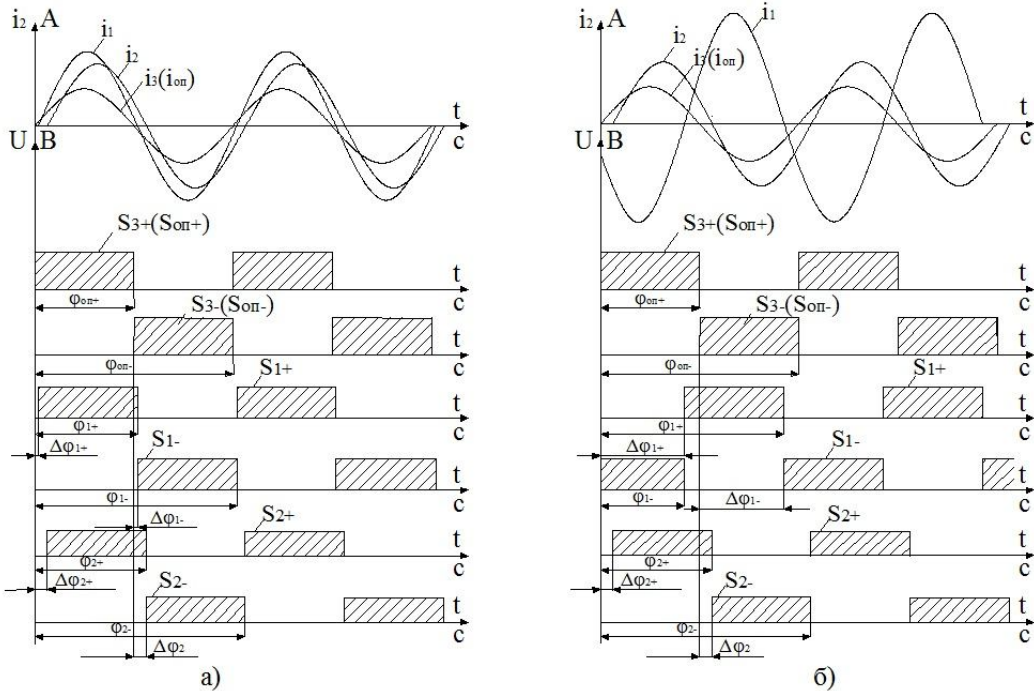 i₂ A
i₁
i₂
i₃(iоп)
t
с
U B
S₃₊(Sоп₊)
t
с
φоп₊
S₃₋(Sоп₋)
t
с
φоп₋
S₁₊
t
с
φ₁₊
Δφ₁₊
S₁₋
t
с
φ₁₋
Δφ₁₋
S₂₊
t
с
φ₂₊
Δφ₂₊
S₂₋
t
с
φ₂₋
Δφ₂
а)
i₂ A
i₁
i₂
i₃(iоп)
t
с
U B
S₃₊(Sоп₊)
t
с
φоп₊
S₃₋(Sоп₋)
t
с
φоп₋
S₁₊
t
с
φ₁₊
Δφ₁₊
S₁₋
t
с
φ₁₋
Δφ₁₋
S₂₊
t
с
φ₂₊
Δφ₂₊
S₂₋
t
с
φ₂₋
Δφ₂
б)